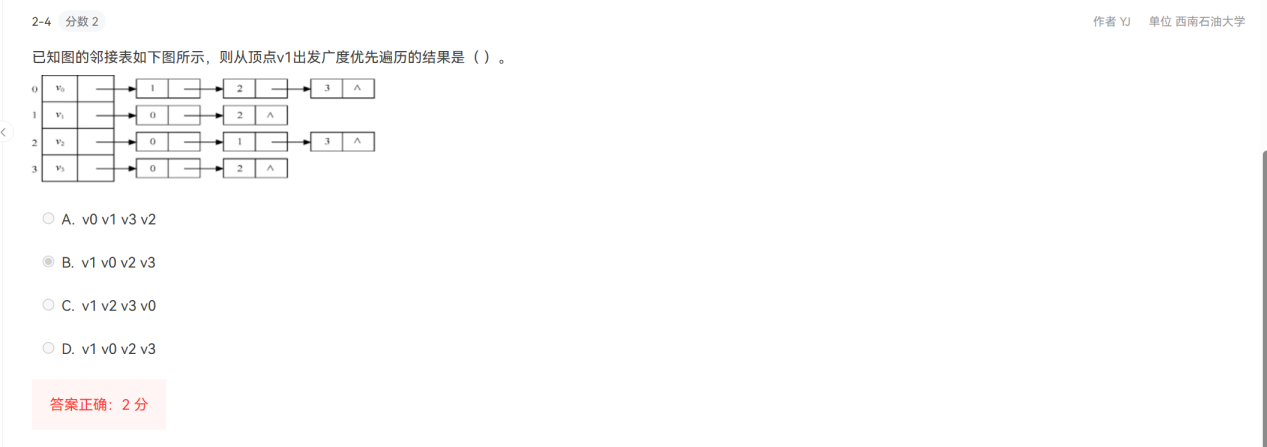 2-4 分数 2 作者 YJ 单位 西南石油大学
已知图的邻接表如下图所示，则从顶点v1出发广度优先遍历的结果是（ ）。
0 v₀ 1 2 3 ∧
1 v₁ 0 2 ∧
2 v₂ 0 1 3 ∧
3 v₃ 0 2 ∧
A. v0 v1 v3 v2
B. v1 v0 v2 v3
C. v1 v2 v3 v0
D. v1 v0 v2 v3
答案正确：2 分